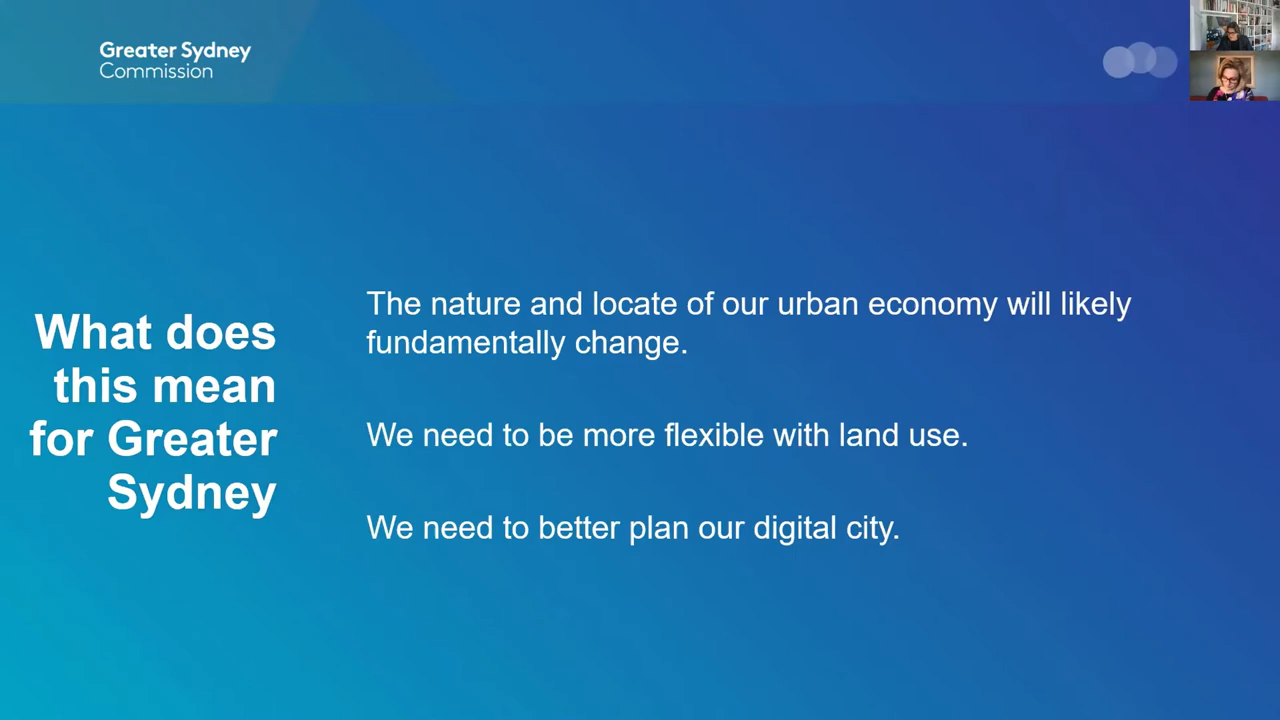 Greater Sydney
Commission
What does
this mean
for Greater
Sydney
The nature and locate of our urban economy will likely
fundamentally change.
We need to be more flexible with land use.
We need to better plan our digital city.